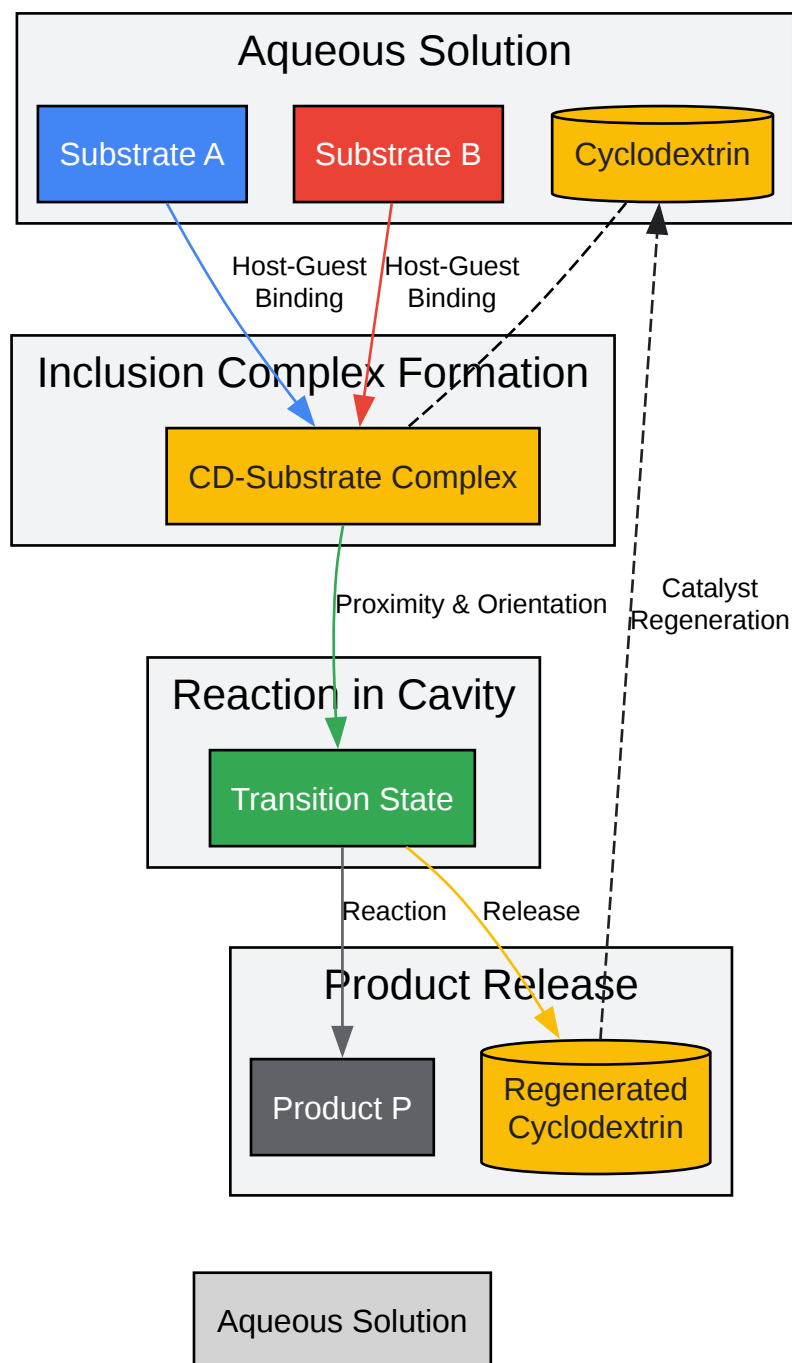 Aqueous Solution
Substrate A
Substrate B
Cyclodextrin
Host-Guest
Binding
Host-Guest
Binding
Inclusion Complex Formation
CD-Substrate Complex
Proximity & Orientation
Catalyst
Regeneration
Reaction in Cavity
Transition State
Reaction
Release
Product Release
Product P
Regenerated
Cyclodextrin
Aqueous Solution